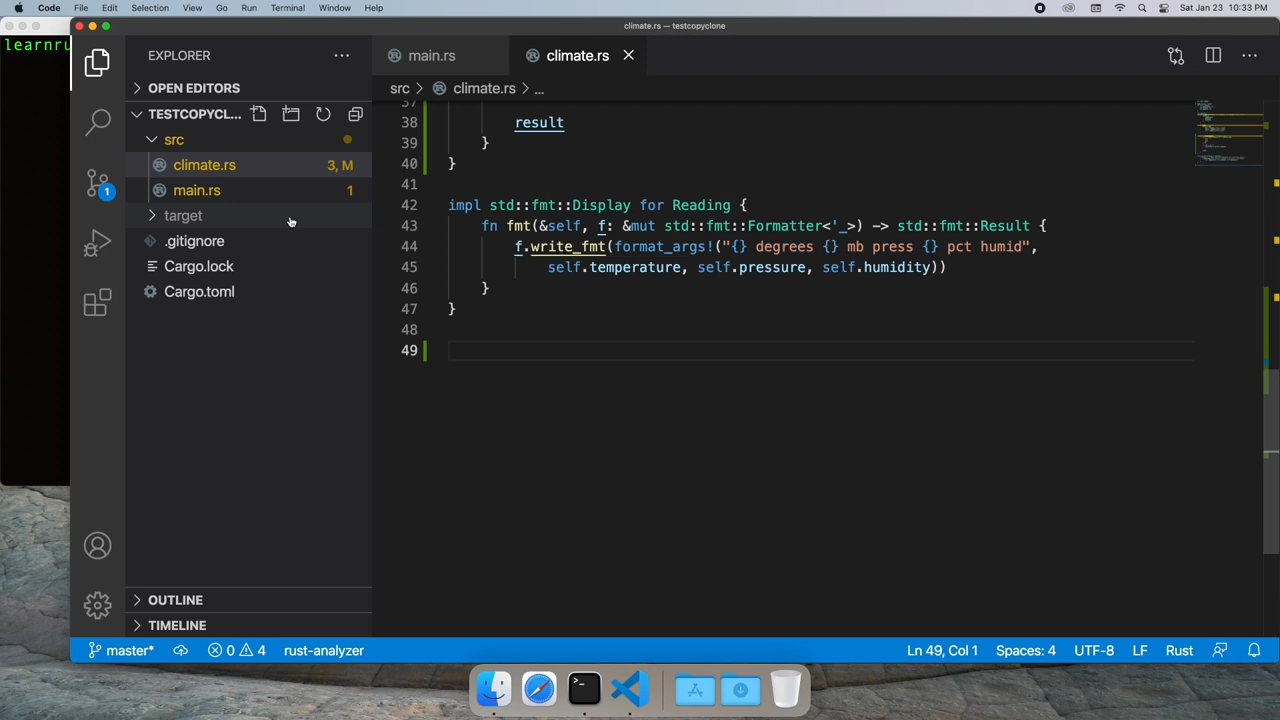 Code File Edit Selection View Go Run Terminal Window Help
Sat Jan 23 10:33 PM
climate.rs — testcopyclone
learnru
EXPLORER
OPEN EDITORS
TESTCOPYCL...
src
climate.rs 3, M
main.rs 1
target
.gitignore
Cargo.lock
Cargo.toml
OUTLINE
TIMELINE
1
main.rs
climate.rs
src > climate.rs > ...
37
38 result
39 }
40 }
41
42 impl std::fmt::Display for Reading {
43 fn fmt(&self, f: &mut std::fmt::Formatter<'_>) -> std::fmt::Result {
44 f.write_fmt(format_args!("{} degrees {} mb press {} pct humid",
45 self.temperature, self.pressure, self.humidity))
46 }
47 }
48
49
master* 0 4 rust-analyzer
Ln 49, Col 1 Spaces: 4 UTF-8 LF Rust